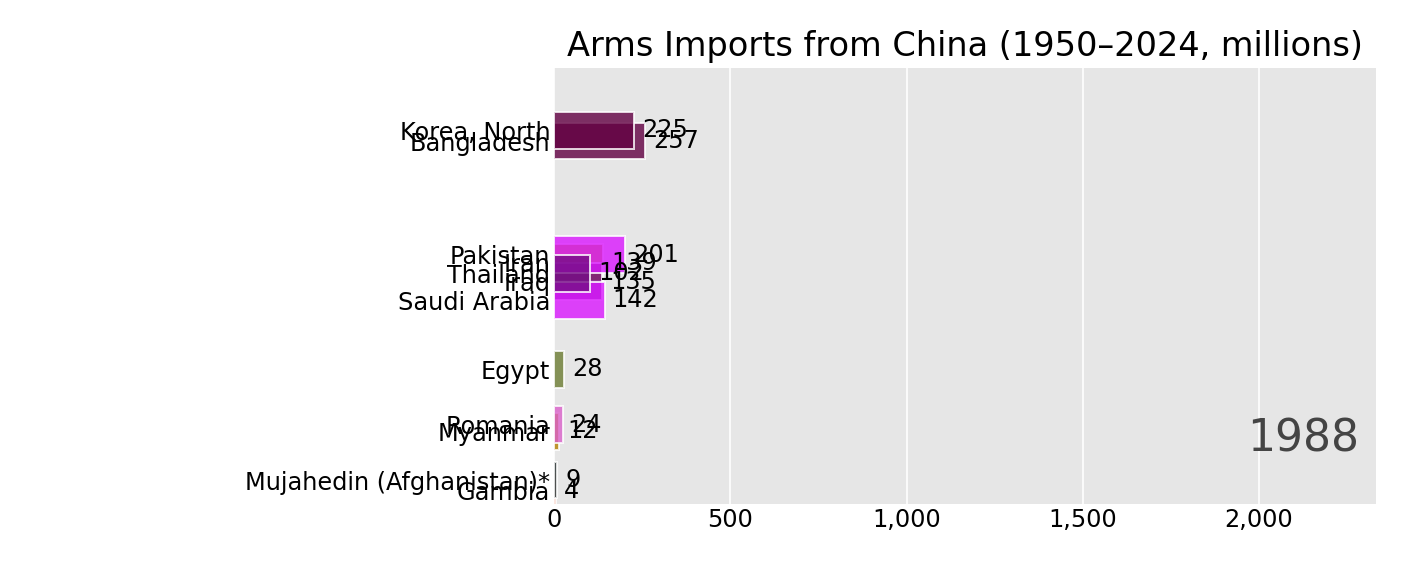 Arms Imports from China (1950–2024, millions)
Korea, North 225
Bangladesh 257
Pakistan 201
Iran 139
Thailand 102
Iraq 135
Saudi Arabia 142
Egypt 28
Romania 24
Myanmar 12
1988
Mujahedin (Afghanistan)* 9
Gambia 4
0 500 1,000 1,500 2,000